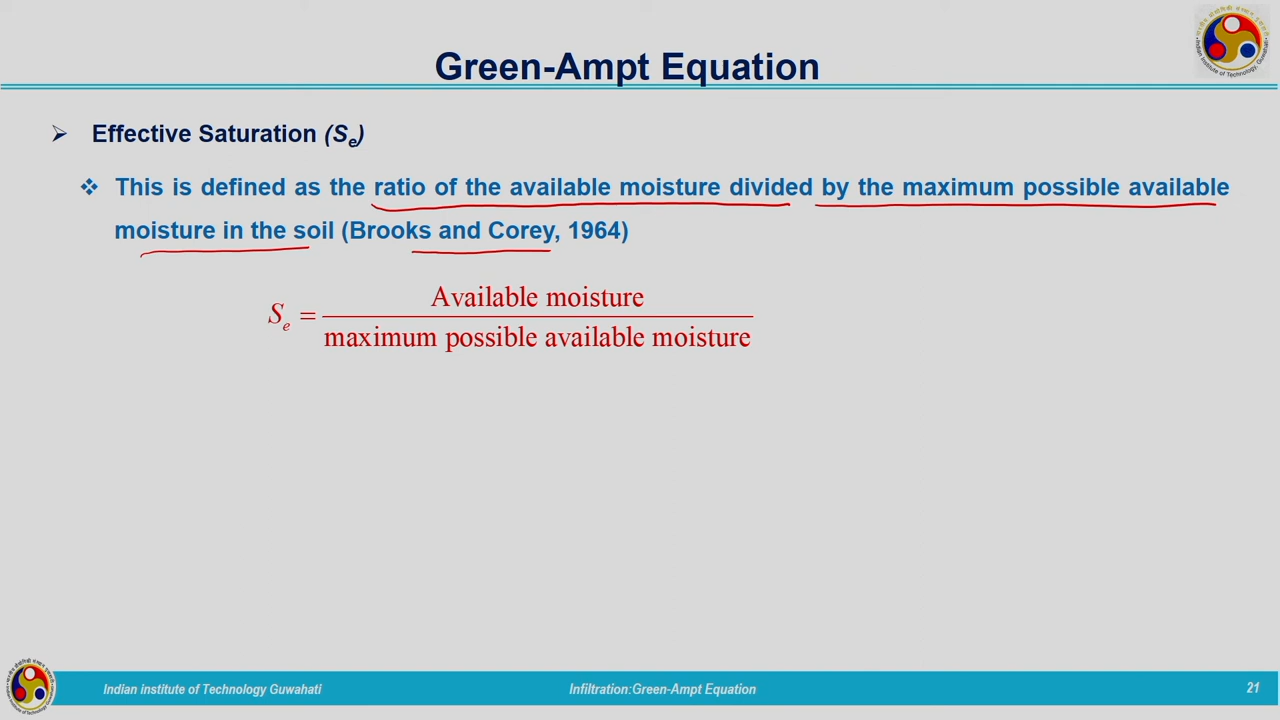 Green-Ampt Equation
➢ Effective Saturation (Sₑ)
❖ This is defined as the ratio of the available moisture divided by the maximum possible available
moisture in the soil (Brooks and Corey, 1964)
Sₑ = Available moisture / maximum possible available moisture
Indian institute of Technology Guwahati
Infiltration:Green-Ampt Equation
21